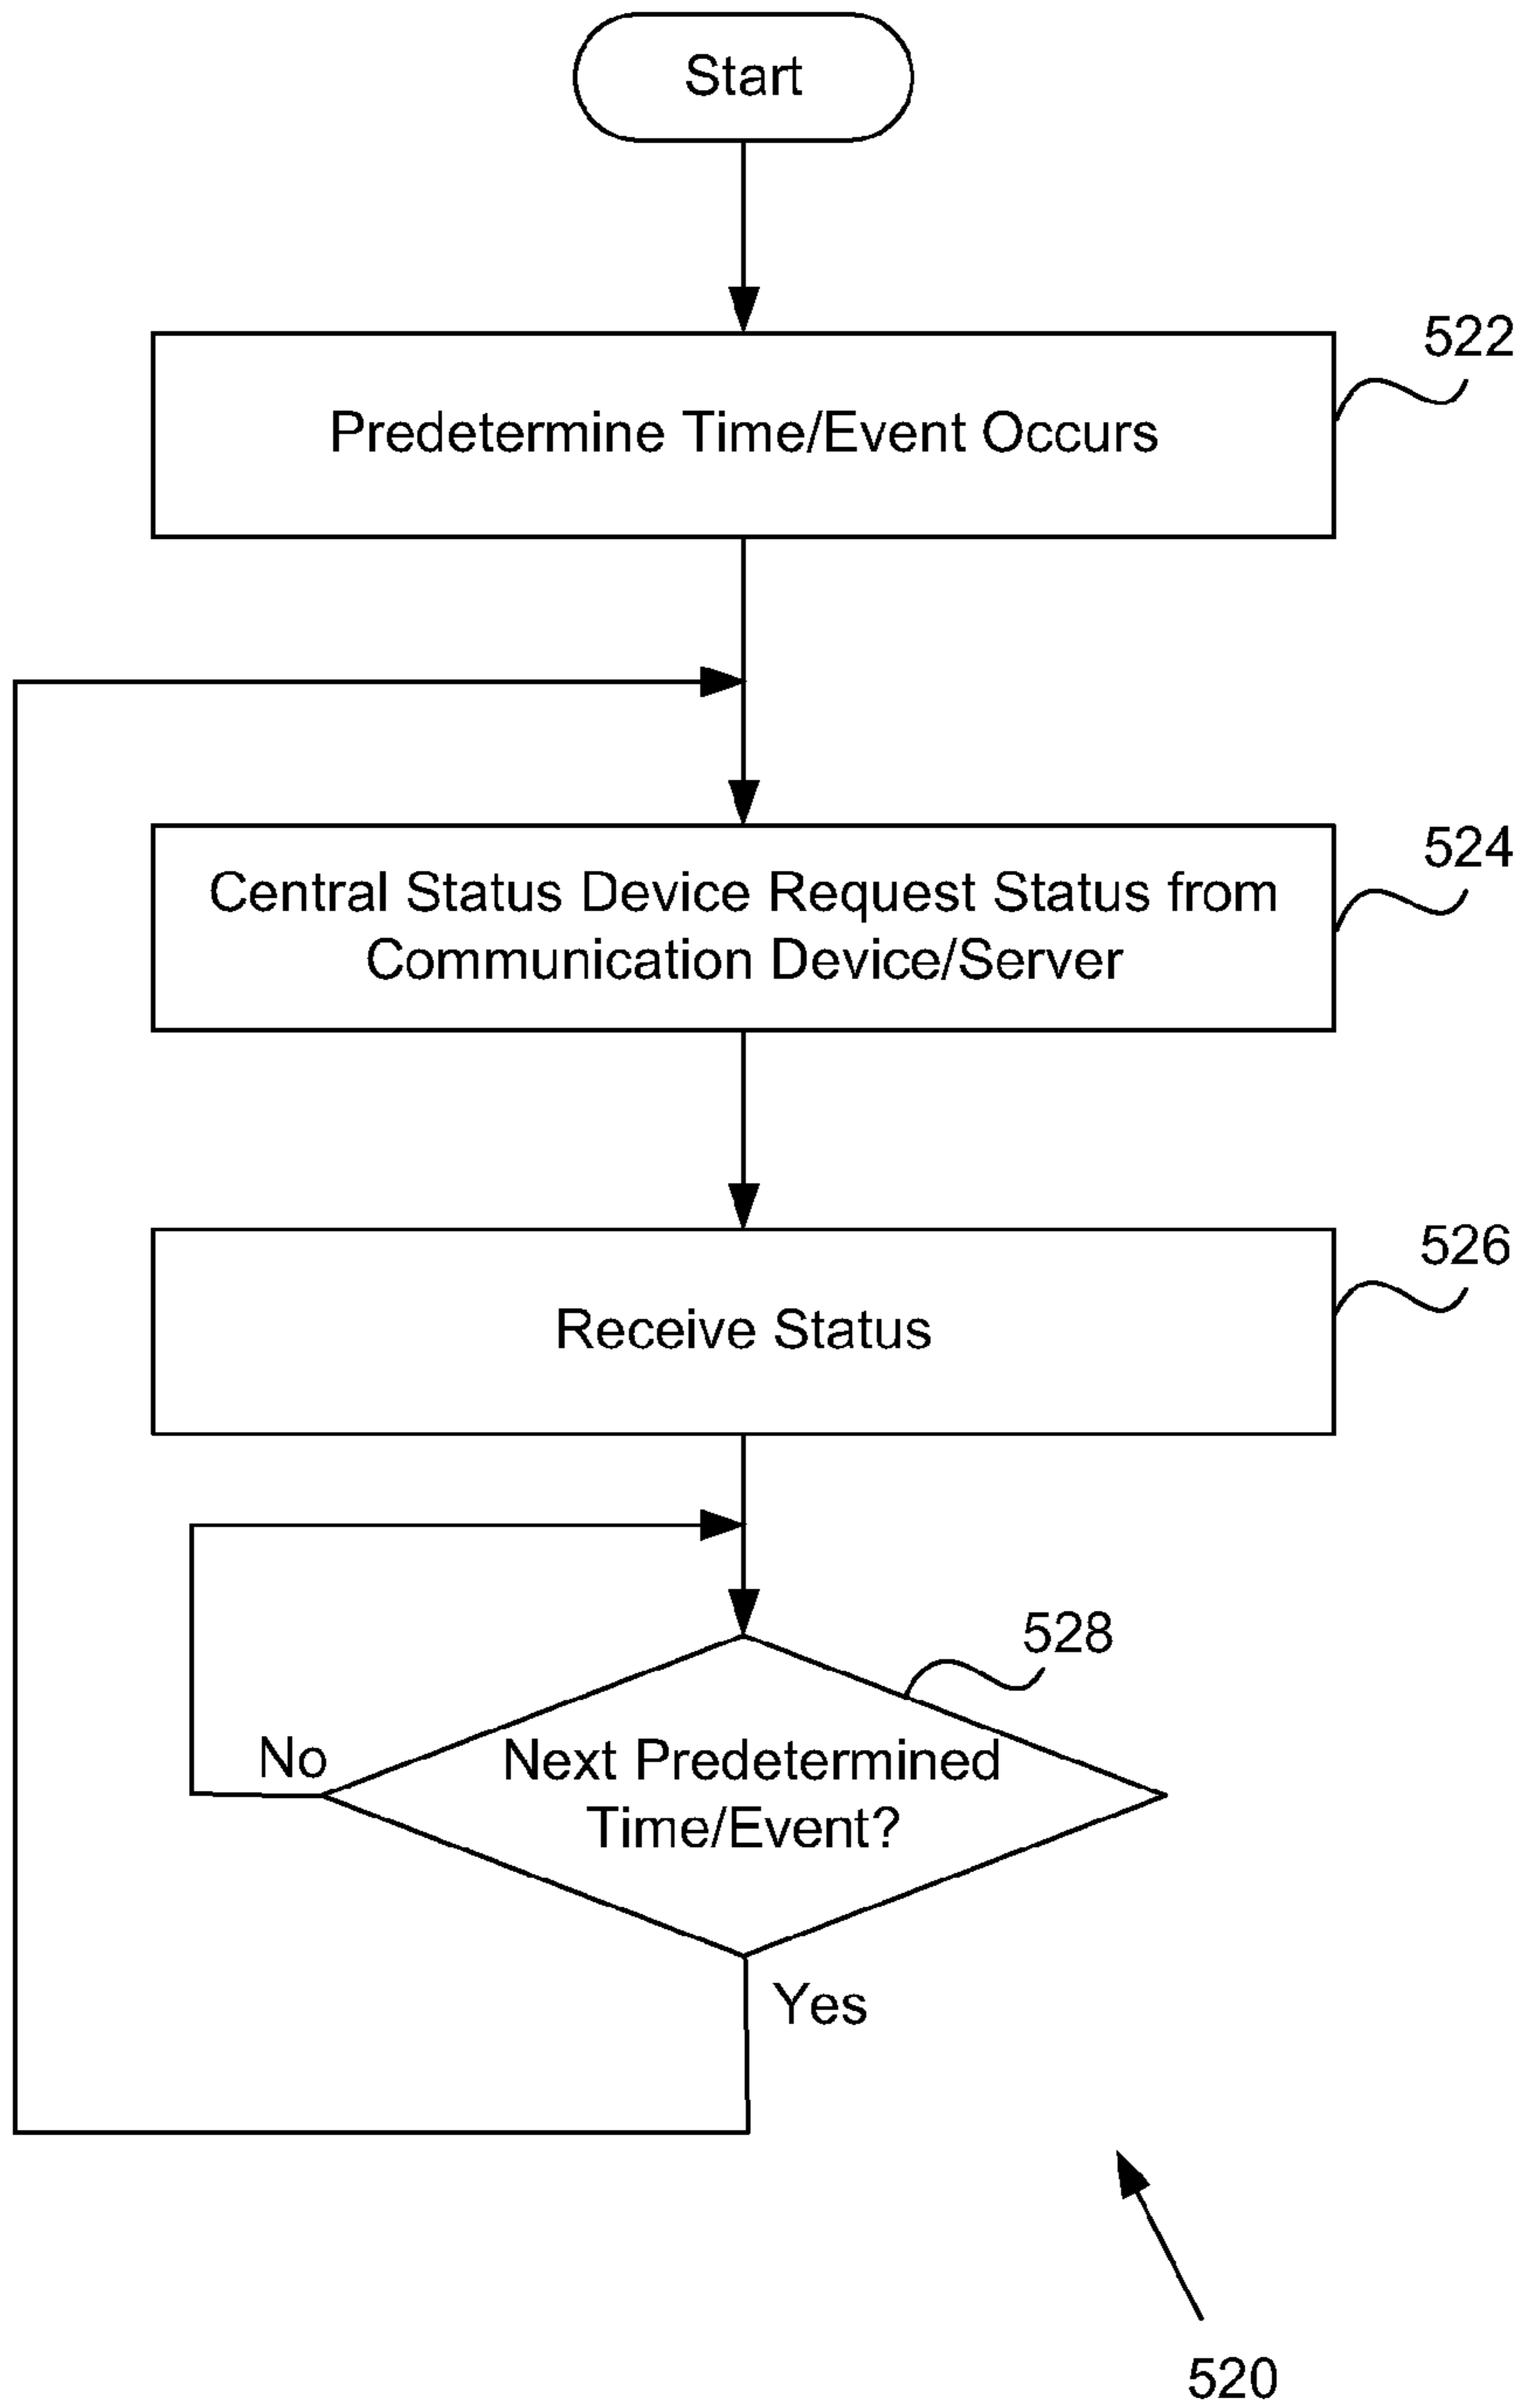 Start
522
Predetermine Time/Event Occurs
524
Central Status Device Request Status from
Communication Device/Server
526
Receive Status
528
No
Next Predetermined
Time/Event?
Yes
520